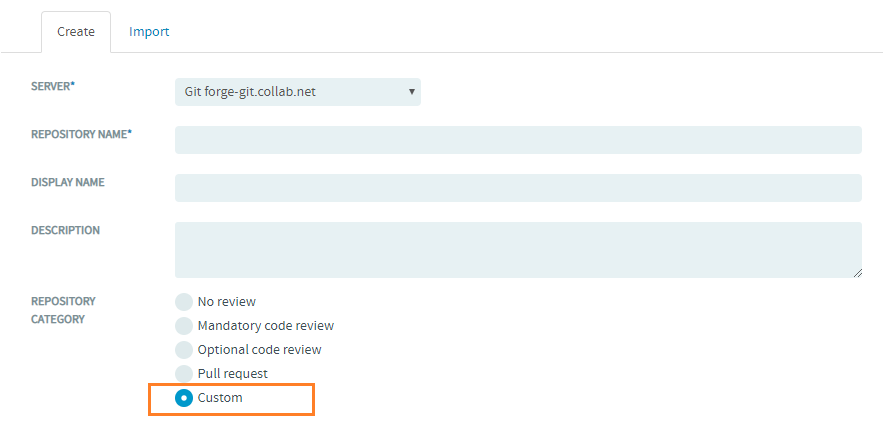 Create Import
SERVER*
Git forge-git.collab.net
REPOSITORY NAME*
DISPLAY NAME
DESCRIPTION
REPOSITORY
CATEGORY
No review
Mandatory code review
Optional code review
Pull request
Custom